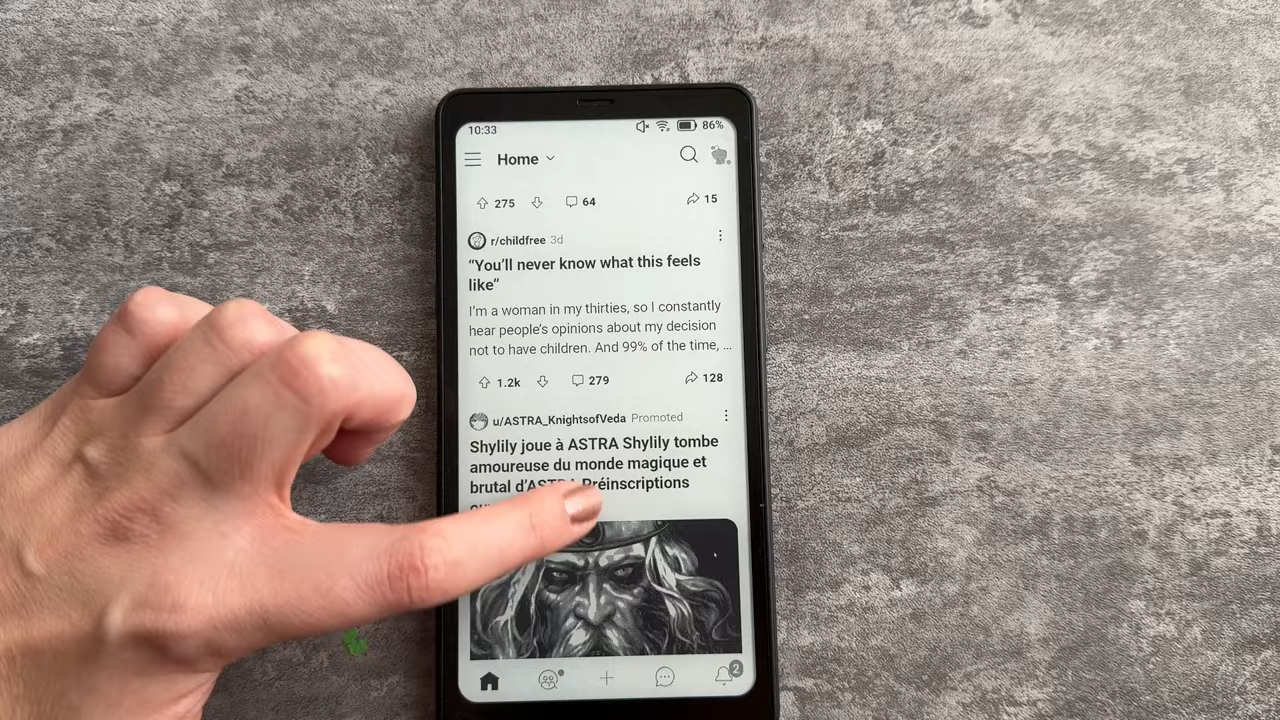 10:33
86%
Home
275
64
15
r/childfree 3d
“You’ll never know what this feels
like”
I’m a woman in my thirties, so I constantly
hear people’s opinions about my decision
not to have children. And 99% of the time, ...
1.2k
279
128
u/ASTRA_KnightsofVeda Promoted
Shylily joue à ASTRA Shylily tombe
amoureuse du monde magique et
brutal d’ASTRA Préinscriptions
2